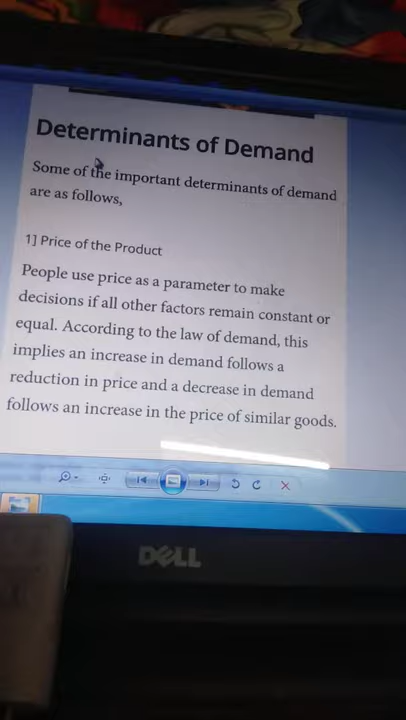 Determinants of Demand
Some of the important determinants of demand
are as follows,
1] Price of the Product
People use price as a parameter to make
decisions if all other factors remain constant or
equal. According to the law of demand, this
implies an increase in demand follows a
reduction in price and a decrease in demand
follows an increase in the price of similar goods.
DELL